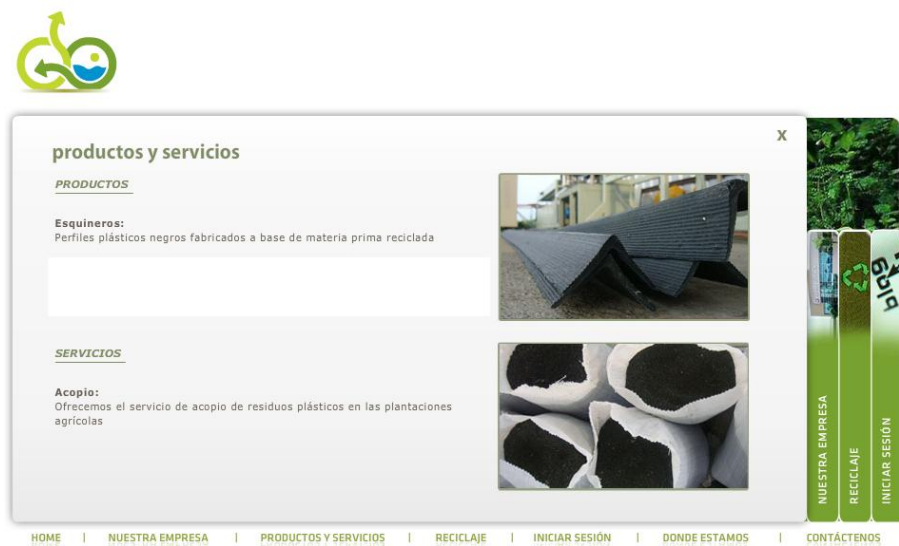 productos y servicios
X
PRODUCTOS
Esquineros:
Perfiles plásticos negros fabricados a base de materia prima reciclada
SERVICIOS
Acopio:
Ofrecemos el servicio de acopio de residuos plásticos en las plantaciones
agrícolas
NUESTRA EMPRESA
RECICLAJE
INICIAR SESIÓN
HOME | NUESTRA EMPRESA | PRODUCTOS Y SERVICIOS | RECICLAJE | INICIAR SESIÓN | DONDE ESTAMOS | CONTÁCTENOS